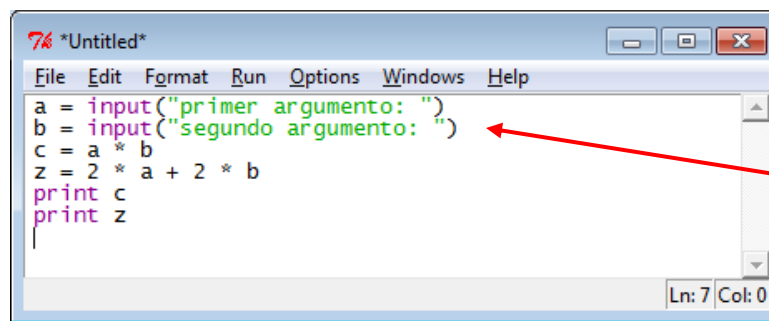 *Untitled*
File Edit Format Run Options Windows Help
a = input("primer argumento: ")
b = input("segundo argumento: ")
c = a * b
z = 2 * a + 2 * b
print c
print z
Ln: 7 Col: 0